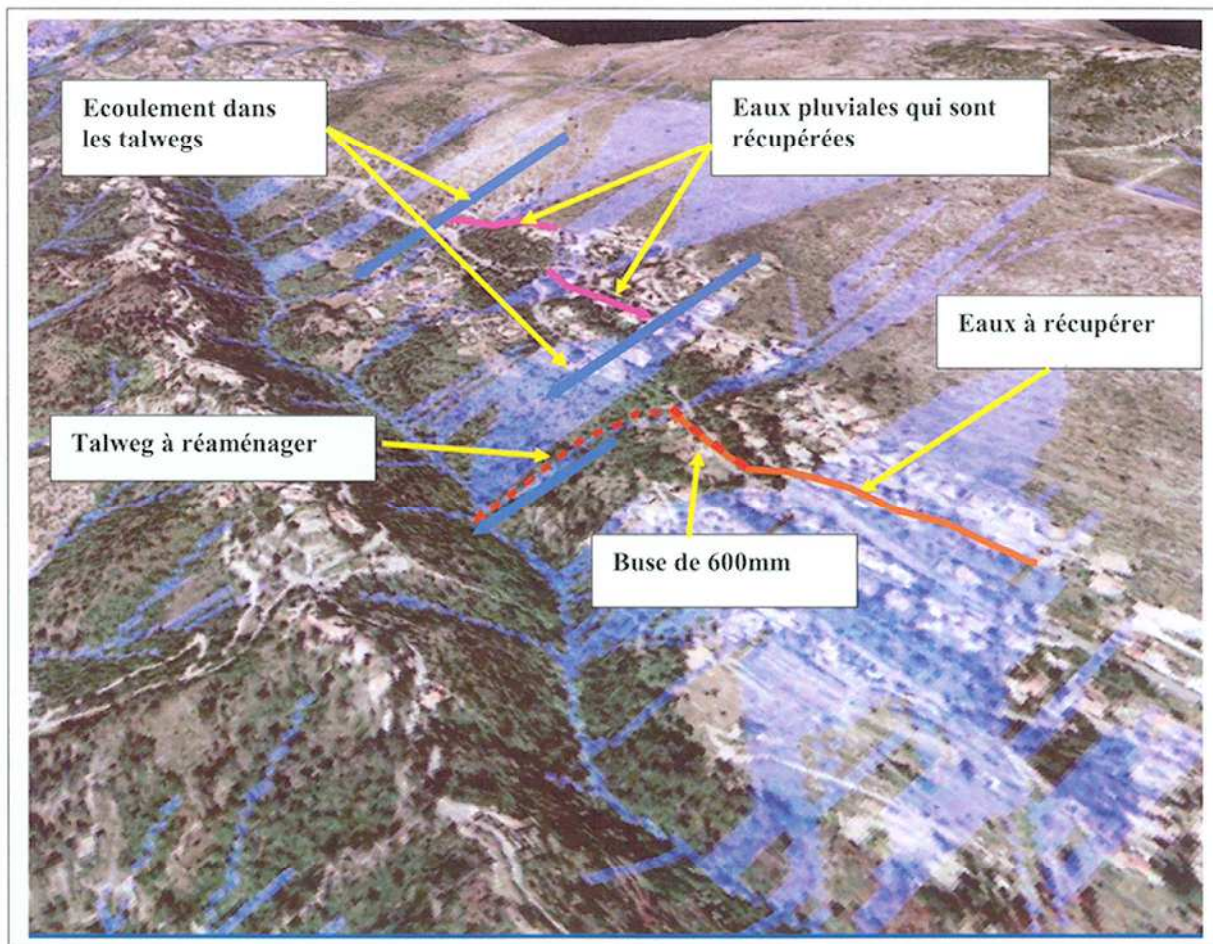 Ecoulement dans
les talwegs
Eaux pluviales qui sont
récupérées
Eaux à récupérer
Talweg à réaménager
Buse de 600mm